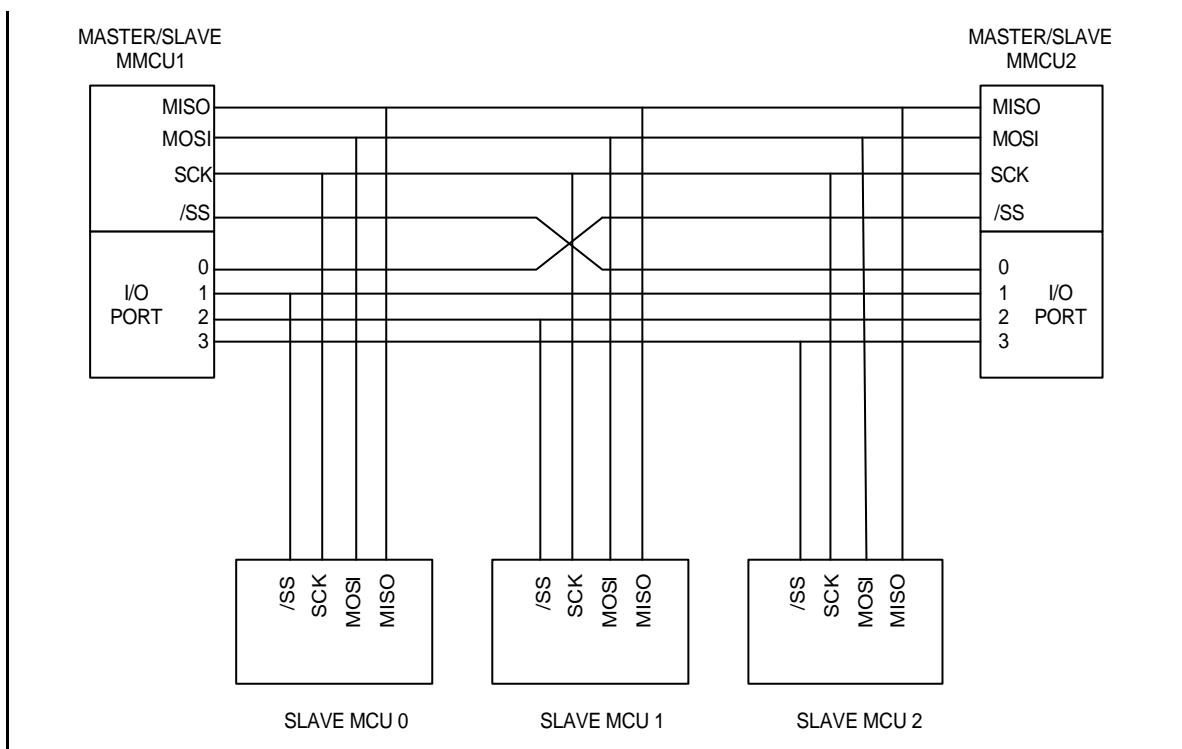 MASTER/SLAVE
MMCU1
MASTER/SLAVE
MMCU2
MISO
MOSI
SCK
/SS
0
1
2
3
I/O
PORT
MISO
MOSI
SCK
/SS
0
1
2
3
I/O
PORT
/SS
SCK
MOSI
MISO
/SS
SCK
MOSI
MISO
/SS
SCK
MOSI
MISO
SLAVE MCU 0
SLAVE MCU 1
SLAVE MCU 2